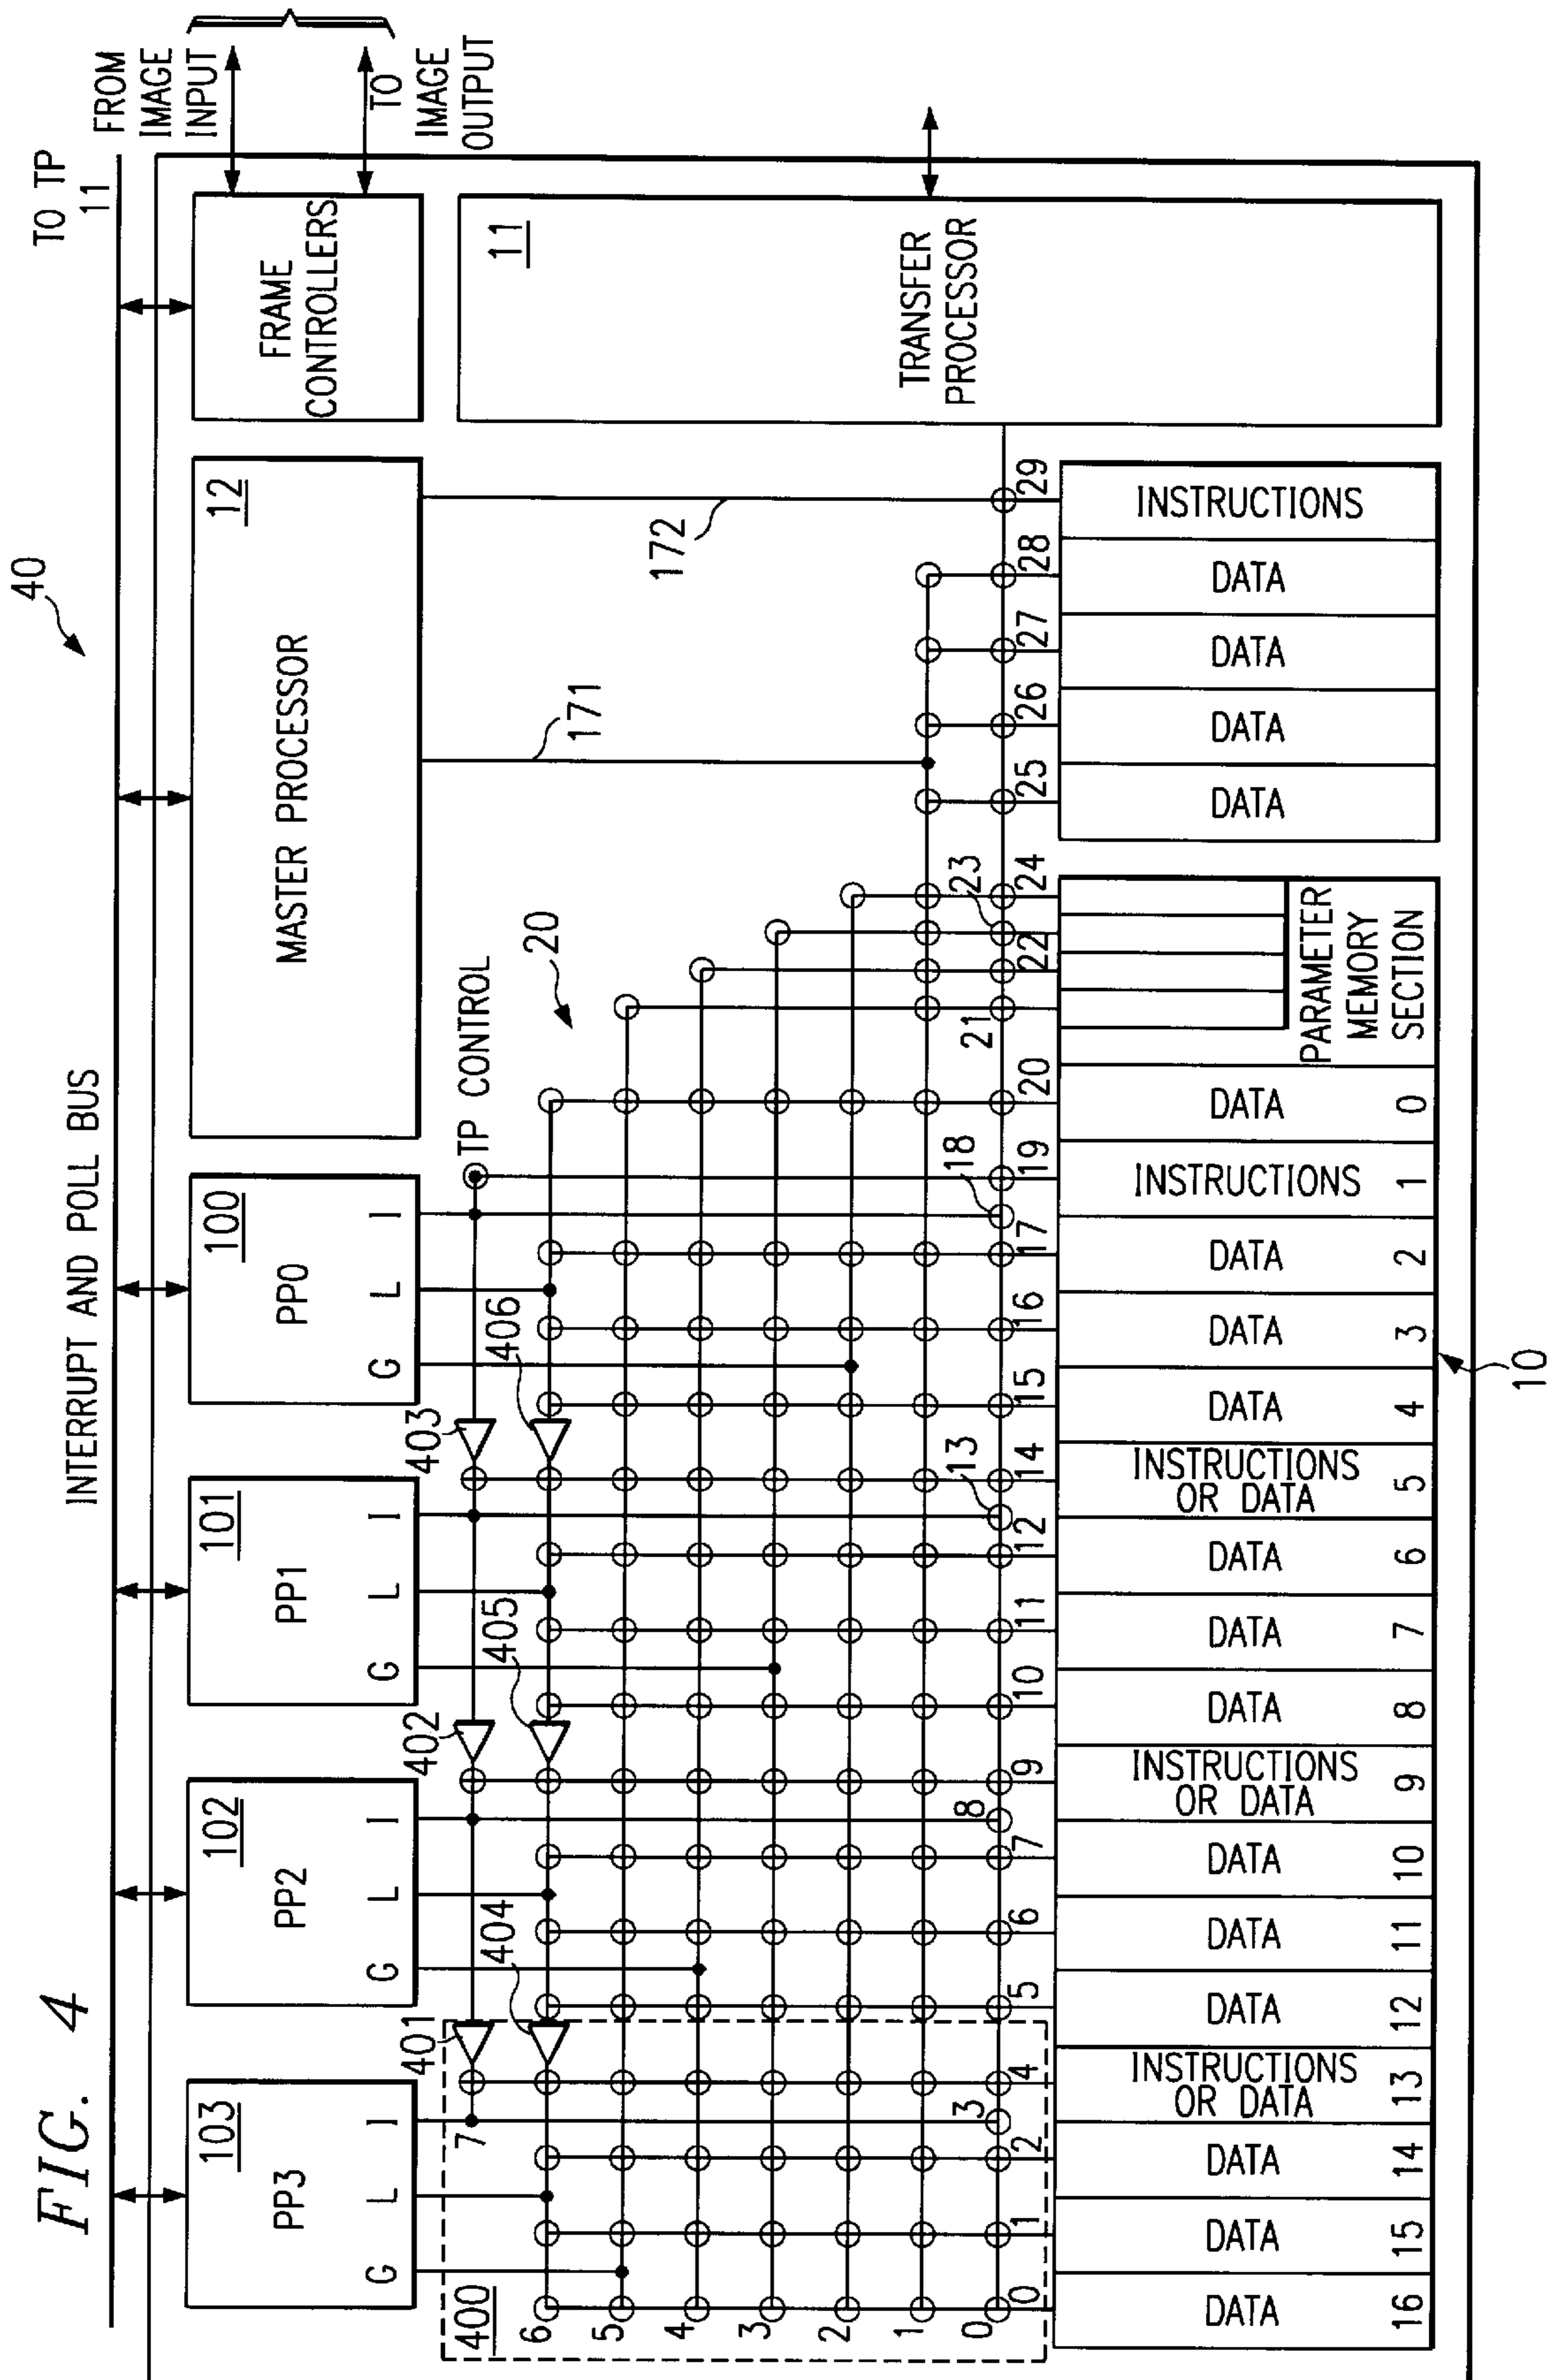 FIG. 4
40
INTERRUPT AND POLL BUS
TO TP
11
FROM
IMAGE
INPUT
TO
IMAGE
OUTPUT
103
PP3
G
L
I
102
PP2
G
L
I
101
PP1
G
L
I
100
PP0
G
L
I
12
MASTER PROCESSOR
FRAME
CONTROLLERS
11
TRANSFER
PROCESSOR
400
401
402
403
404
405
406
TP CONTROL
20
171
172
7
6
5
4
3
2
1
0
0
1
2
3
4
5
6
7
8
9
10
11
12
13
14
15
16
17
18
19
20
21
22
23
24
25
26
27
28
29
DATA
16
DATA
15
DATA
14
INSTRUCTIONS
OR DATA
13
DATA
12
DATA
11
DATA
10
INSTRUCTIONS
OR DATA
9
DATA
8
DATA
7
DATA
6
INSTRUCTIONS
OR DATA
5
DATA
4
DATA
3
DATA
2
INSTRUCTIONS
1
DATA
0
PARAMETER
MEMORY
SECTION
DATA
DATA
DATA
DATA
INSTRUCTIONS
10